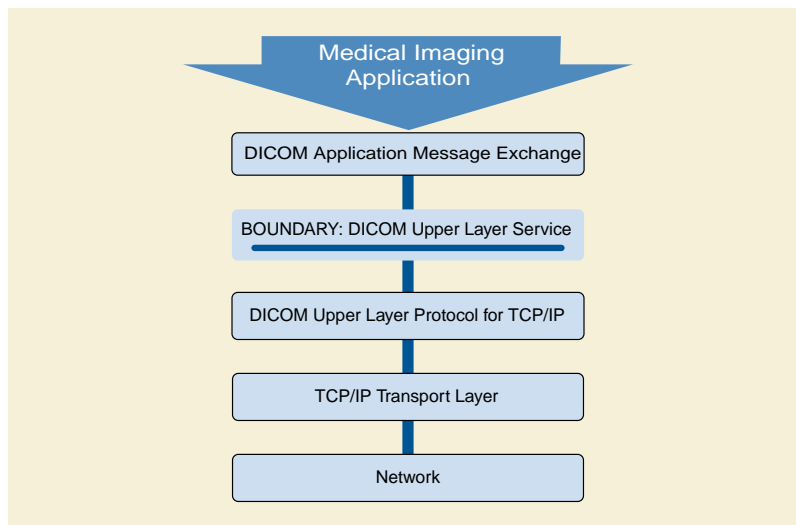 Medical Imaging
Application
DICOM Application Message Exchange
BOUNDARY: DICOM Upper Layer Service
DICOM Upper Layer Protocol for TCP/IP
TCP/IP Transport Layer
Network